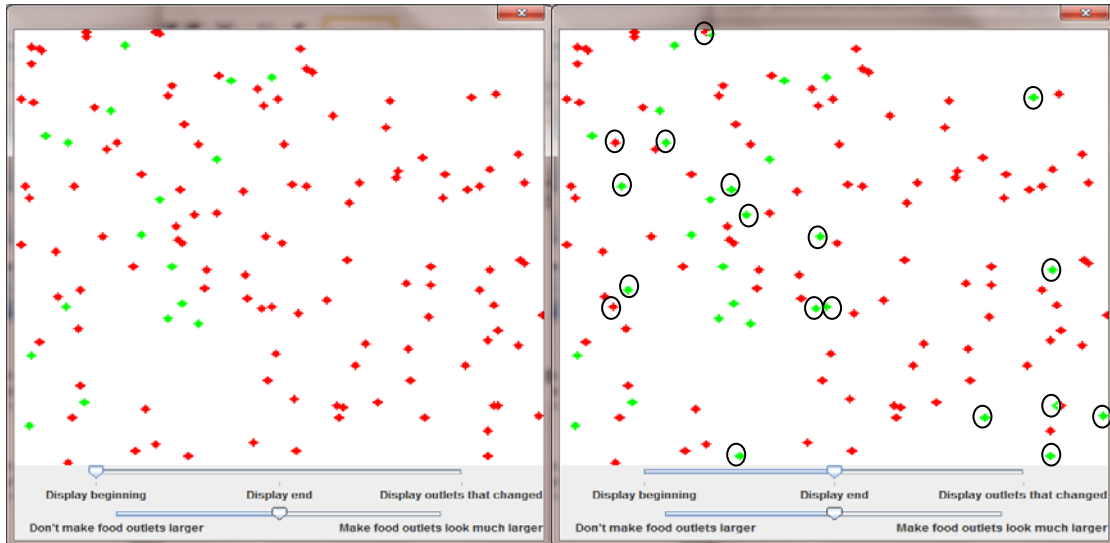 Display beginning Display end Display outlets that changed
Don't make food outlets larger Make food outlets look much larger
Display beginning Display end Display outlets that changed
Don't make food outlets larger Make food outlets look much larger